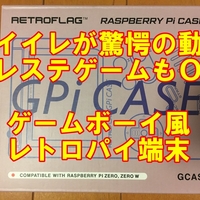 RETROFLAG RASPBERRY PI CASE
イイレが驚愕の動
レステゲームもO
GPi CASE
ゲームボーイ風
レトロパイ端末
COMPATIBLE WITH RASPBERRY PI ZERO, ZERO W
GCAS